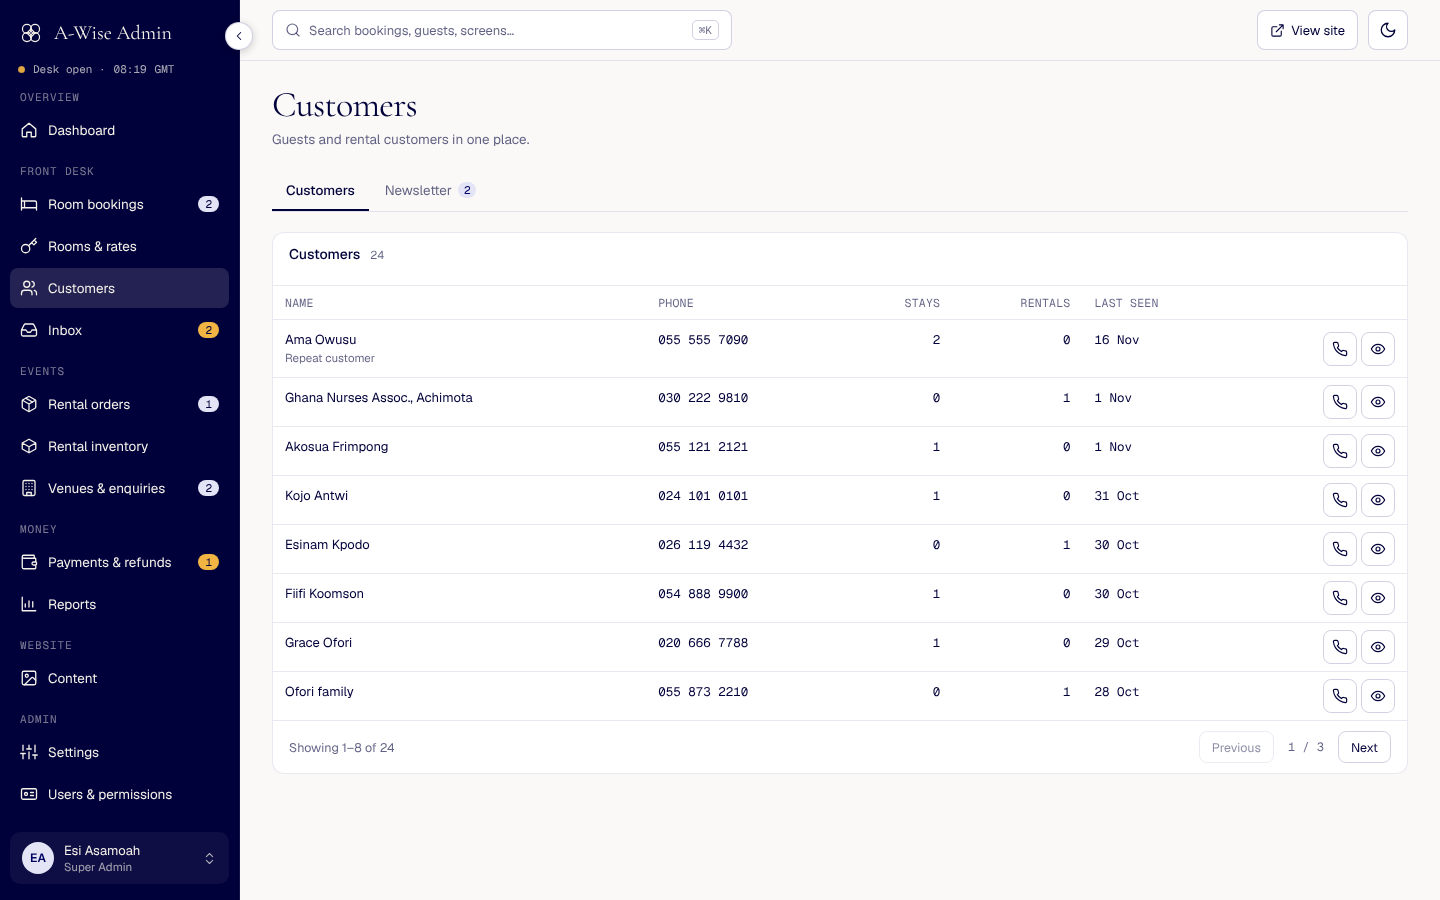 A-Wise Admin
Desk open · 08:19 GMT
OVERVIEW
Dashboard
FRONT DESK
Room bookings 2
Rooms & rates
Customers
Inbox 2
EVENTS
Rental orders 1
Rental inventory
Venues & enquiries 2
MONEY
Payments & refunds 1
Reports
WEBSITE
Content
ADMIN
Settings
Users & permissions
EA
Esi Asamoah
Super Admin
Search bookings, guests, screens... ⌘K
View site
Customers
Guests and rental customers in one place.
Customers Newsletter 2
Customers 24
NAME PHONE STAYS RENTALS LAST SEEN
Ama Owusu 055 555 7090 2 0 16 Nov
Repeat customer
Ghana Nurses Assoc., Achimota 030 222 9810 0 1 1 Nov
Akosua Frimpong 055 121 2121 1 0 1 Nov
Kojo Antwi 024 101 0101 1 0 31 Oct
Esinam Kpodo 026 119 4432 0 1 30 Oct
Fiifi Koomson 054 888 9900 1 0 30 Oct
Grace Ofori 020 666 7788 1 0 29 Oct
Ofori family 055 873 2210 0 1 28 Oct
Showing 1–8 of 24 Previous 1 / 3 Next